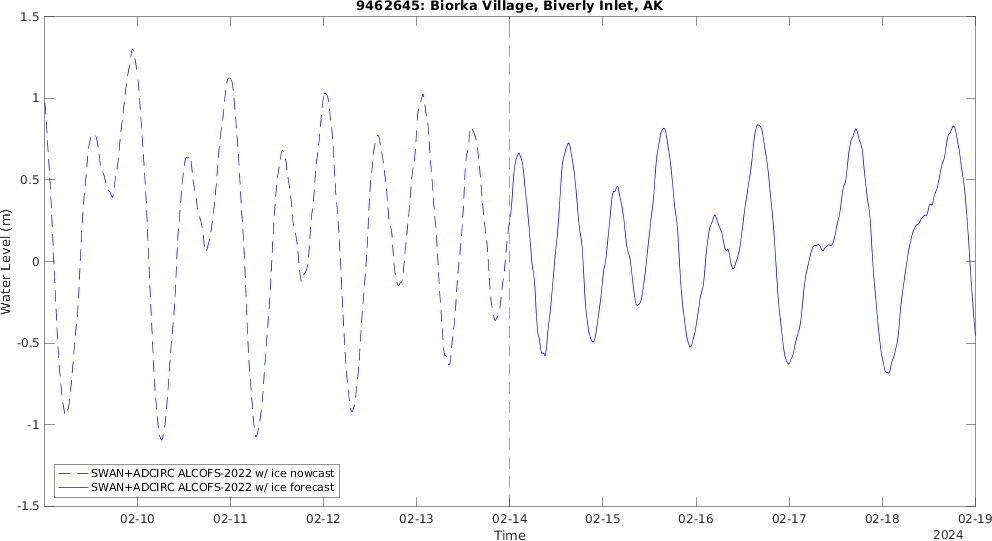 9462645: Biorka Village, Biverly Inlet, AK
1.5
1
0.5
0
-0.5
-1
-1.5
Water Level (m)
SWAN+ADCIRC ALCOFS-2022 w/ ice nowcast
SWAN+ADCIRC ALCOFS-2022 w/ ice forecast
02-10 02-11 02-12 02-13 02-14 02-15 02-16 02-17 02-18 02-19
Time
2024